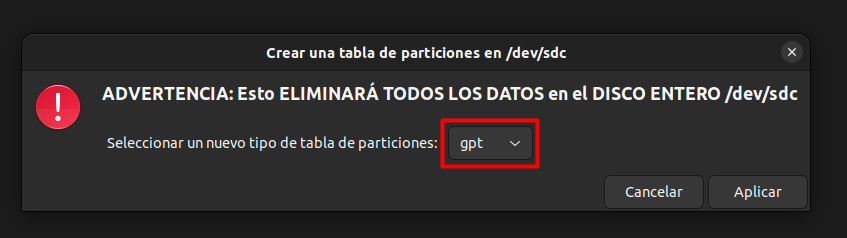 Crear una tabla de particiones en /dev/sdc
ADVERTENCIA: Esto ELIMINARÁ TODOS LOS DATOS en el DISCO ENTERO /dev/sdc
Seleccionar un nuevo tipo de tabla de particiones: gpt
Cancelar Aplicar